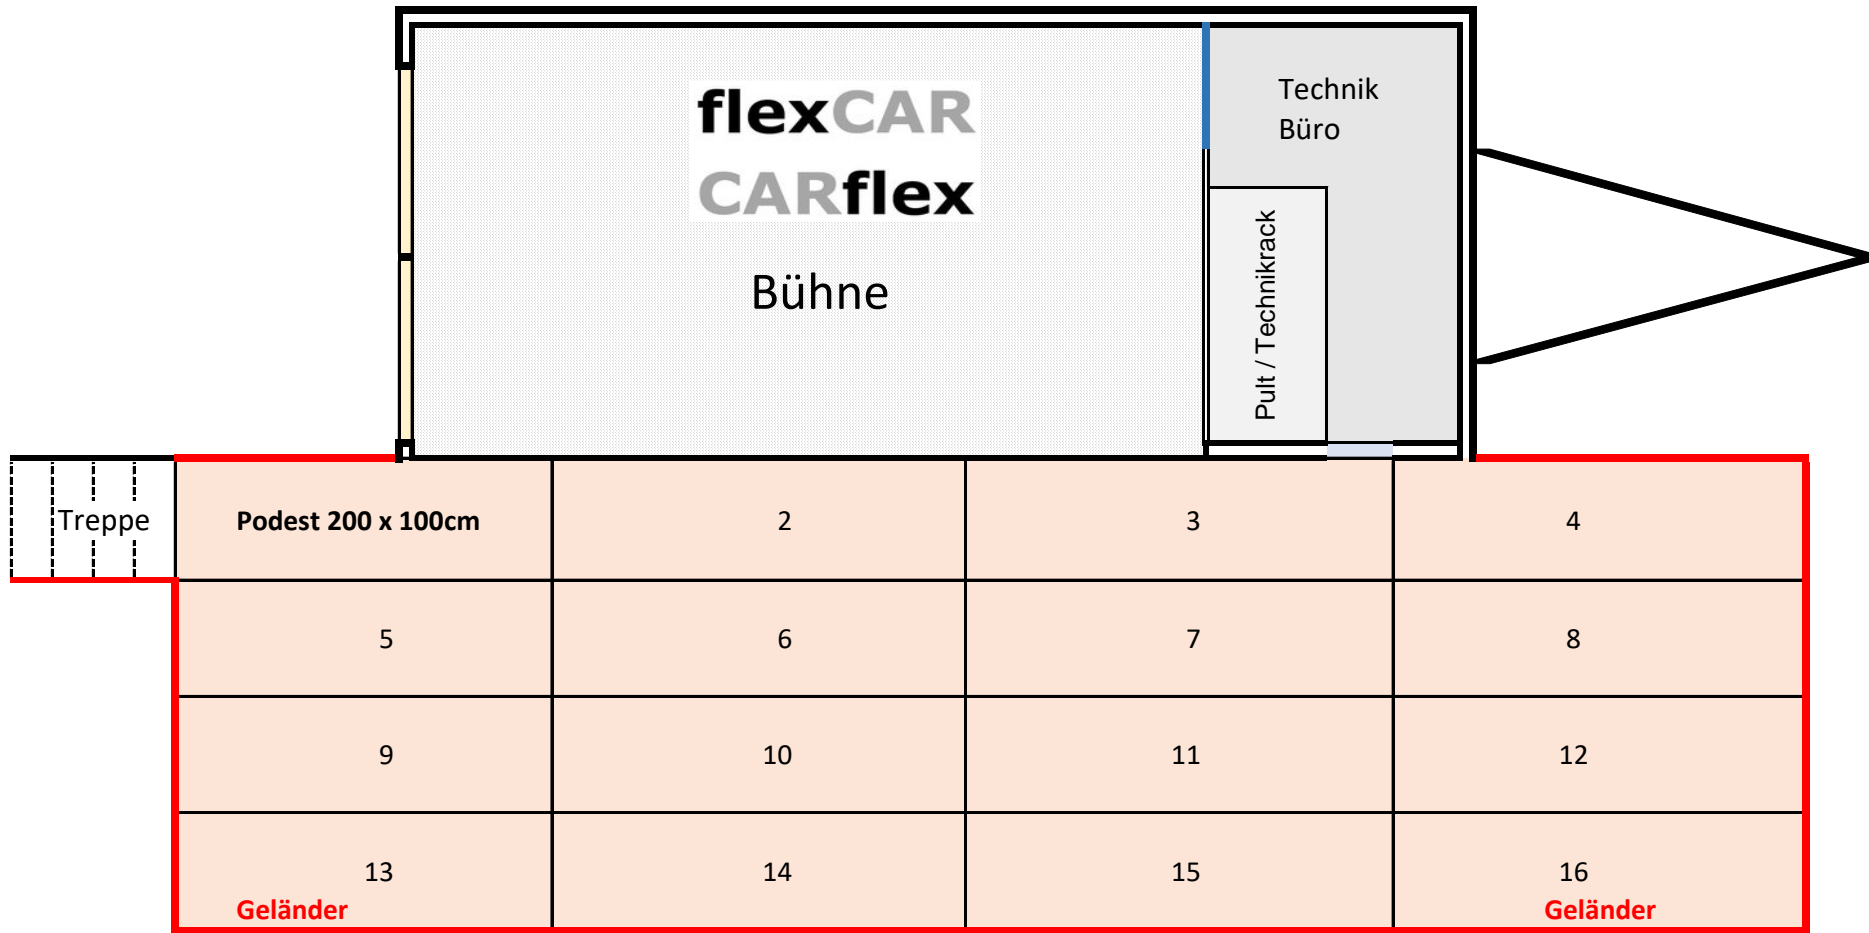 flexCAR
CARflex
Bühne
Technik
Büro
Pult / Technikrack
Treppe
Podest 200 x 100cm
2
3
4
5
6
7
8
9
10
11
12
13
14
15
16
Geländer
Geländer